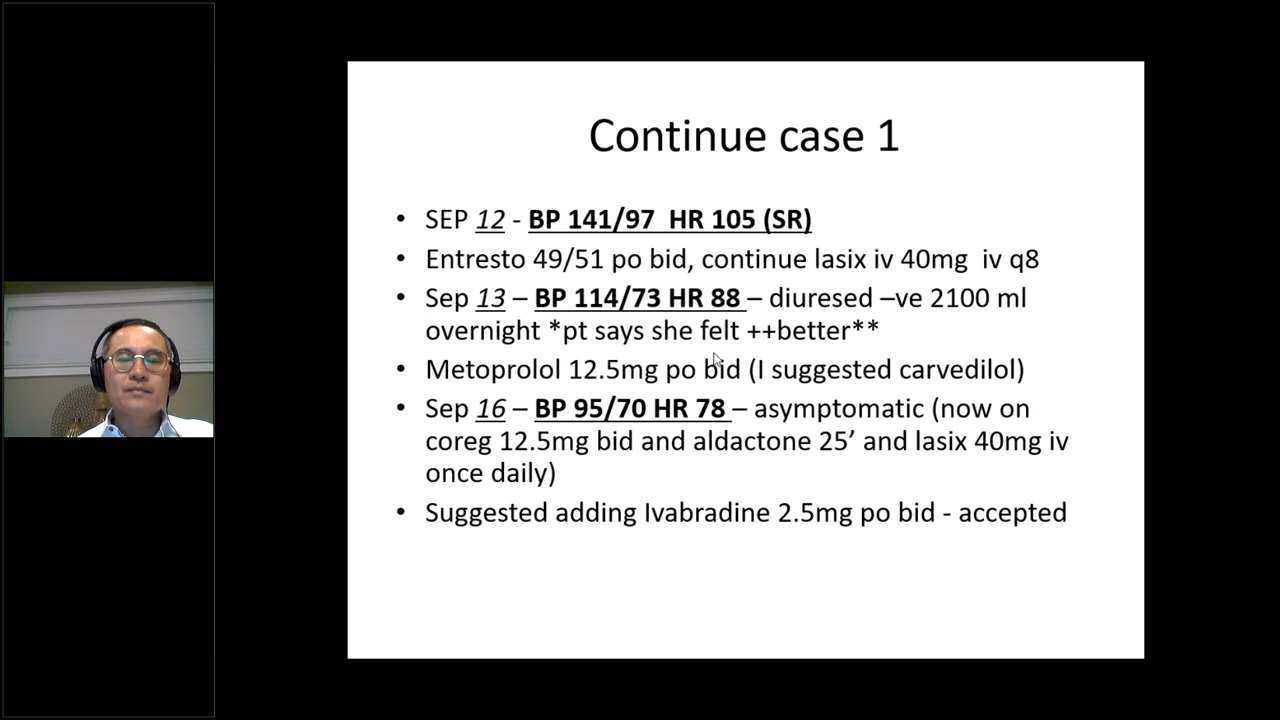 Continue case 1
• SEP 12 - BP 141/97 HR 105 (SR)
• Entresto 49/51 po bid, continue lasix iv 40mg iv q8
• Sep 13 – BP 114/73 HR 88 – diuresed –ve 2100 ml
overnight *pt says she felt ++better**
• Metoprolol 12.5mg po bid (I suggested carvedilol)
• Sep 16 – BP 95/70 HR 78 – asymptomatic (now on
coreg 12.5mg bid and aldactone 25’ and lasix 40mg iv
once daily)
• Suggested adding Ivabradine 2.5mg po bid - accepted